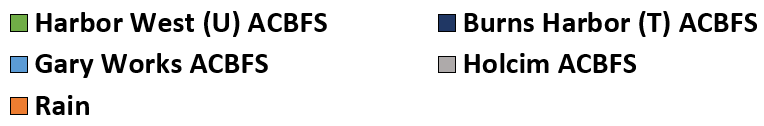 Harbor West (U) ACBFS Burns Harbor (T) ACBFS
Gary Works ACBFS Holcim ACBFS
Rain